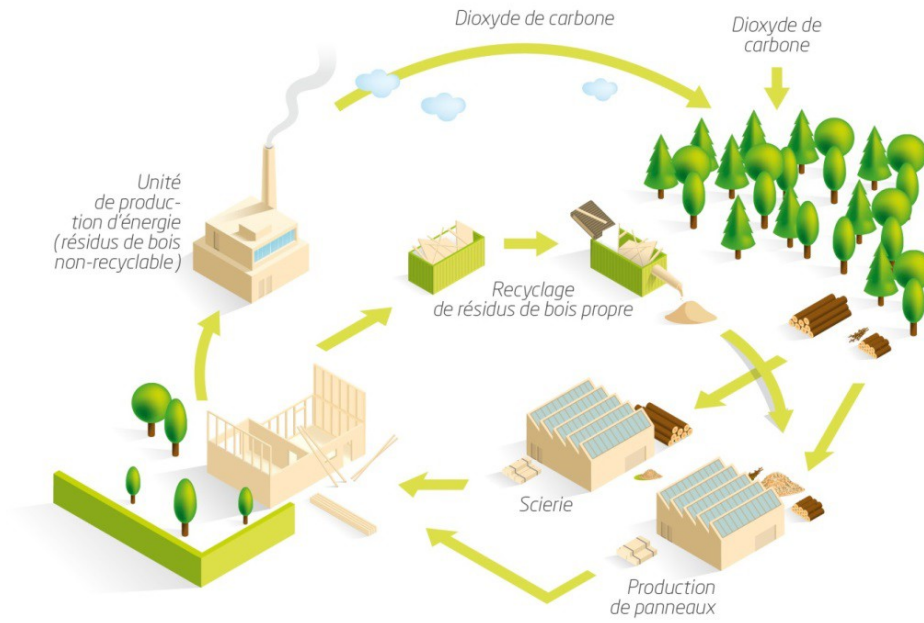 Dioxyde de carbone
Dioxyde de
carbone
Unité
de produc-
tion d'énergie
(résidus de bois
non-recyclable)
Recyclage
de résidus de bois propre
Scierie
Production
de panneaux